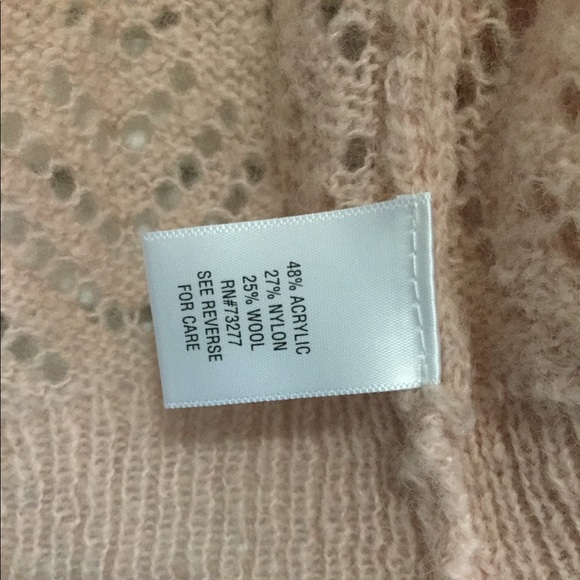 48% ACRYLIC
27% NYLON
25% WOOL
RN#73277
SEE REVERSE
FOR CARE